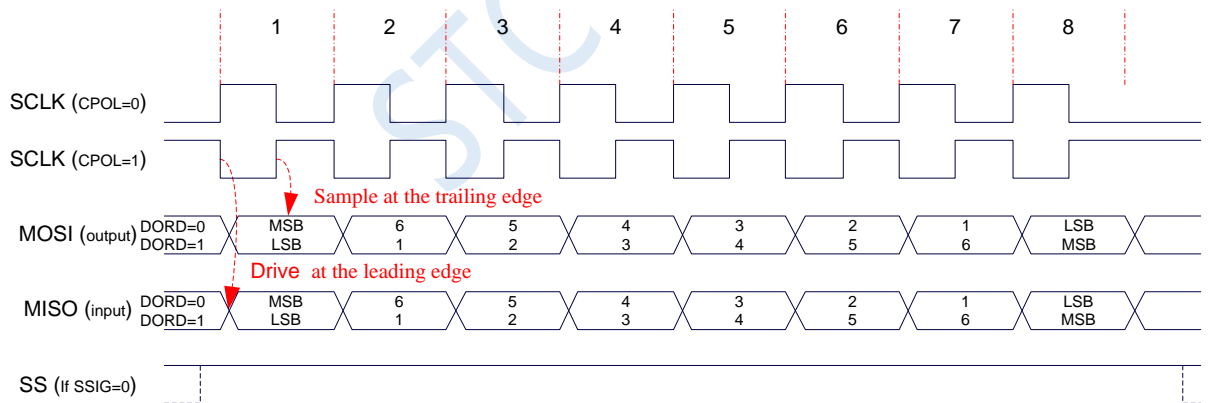 1 2 3 4 5 6 7 8
STC
SCLK (CPOL=0)
SCLK (CPOL=1)
Sample at the trailing edge
MOSI (output) DORD=0 MSB 6 5 4 3 2 1 LSB
DORD=1 LSB 1 2 3 4 5 6 MSB
Drive at the leading edge
MISO (input) DORD=0 MSB 6 5 4 3 2 1 LSB
DORD=1 LSB 1 2 3 4 5 6 MSB
SS (If SSIG=0)